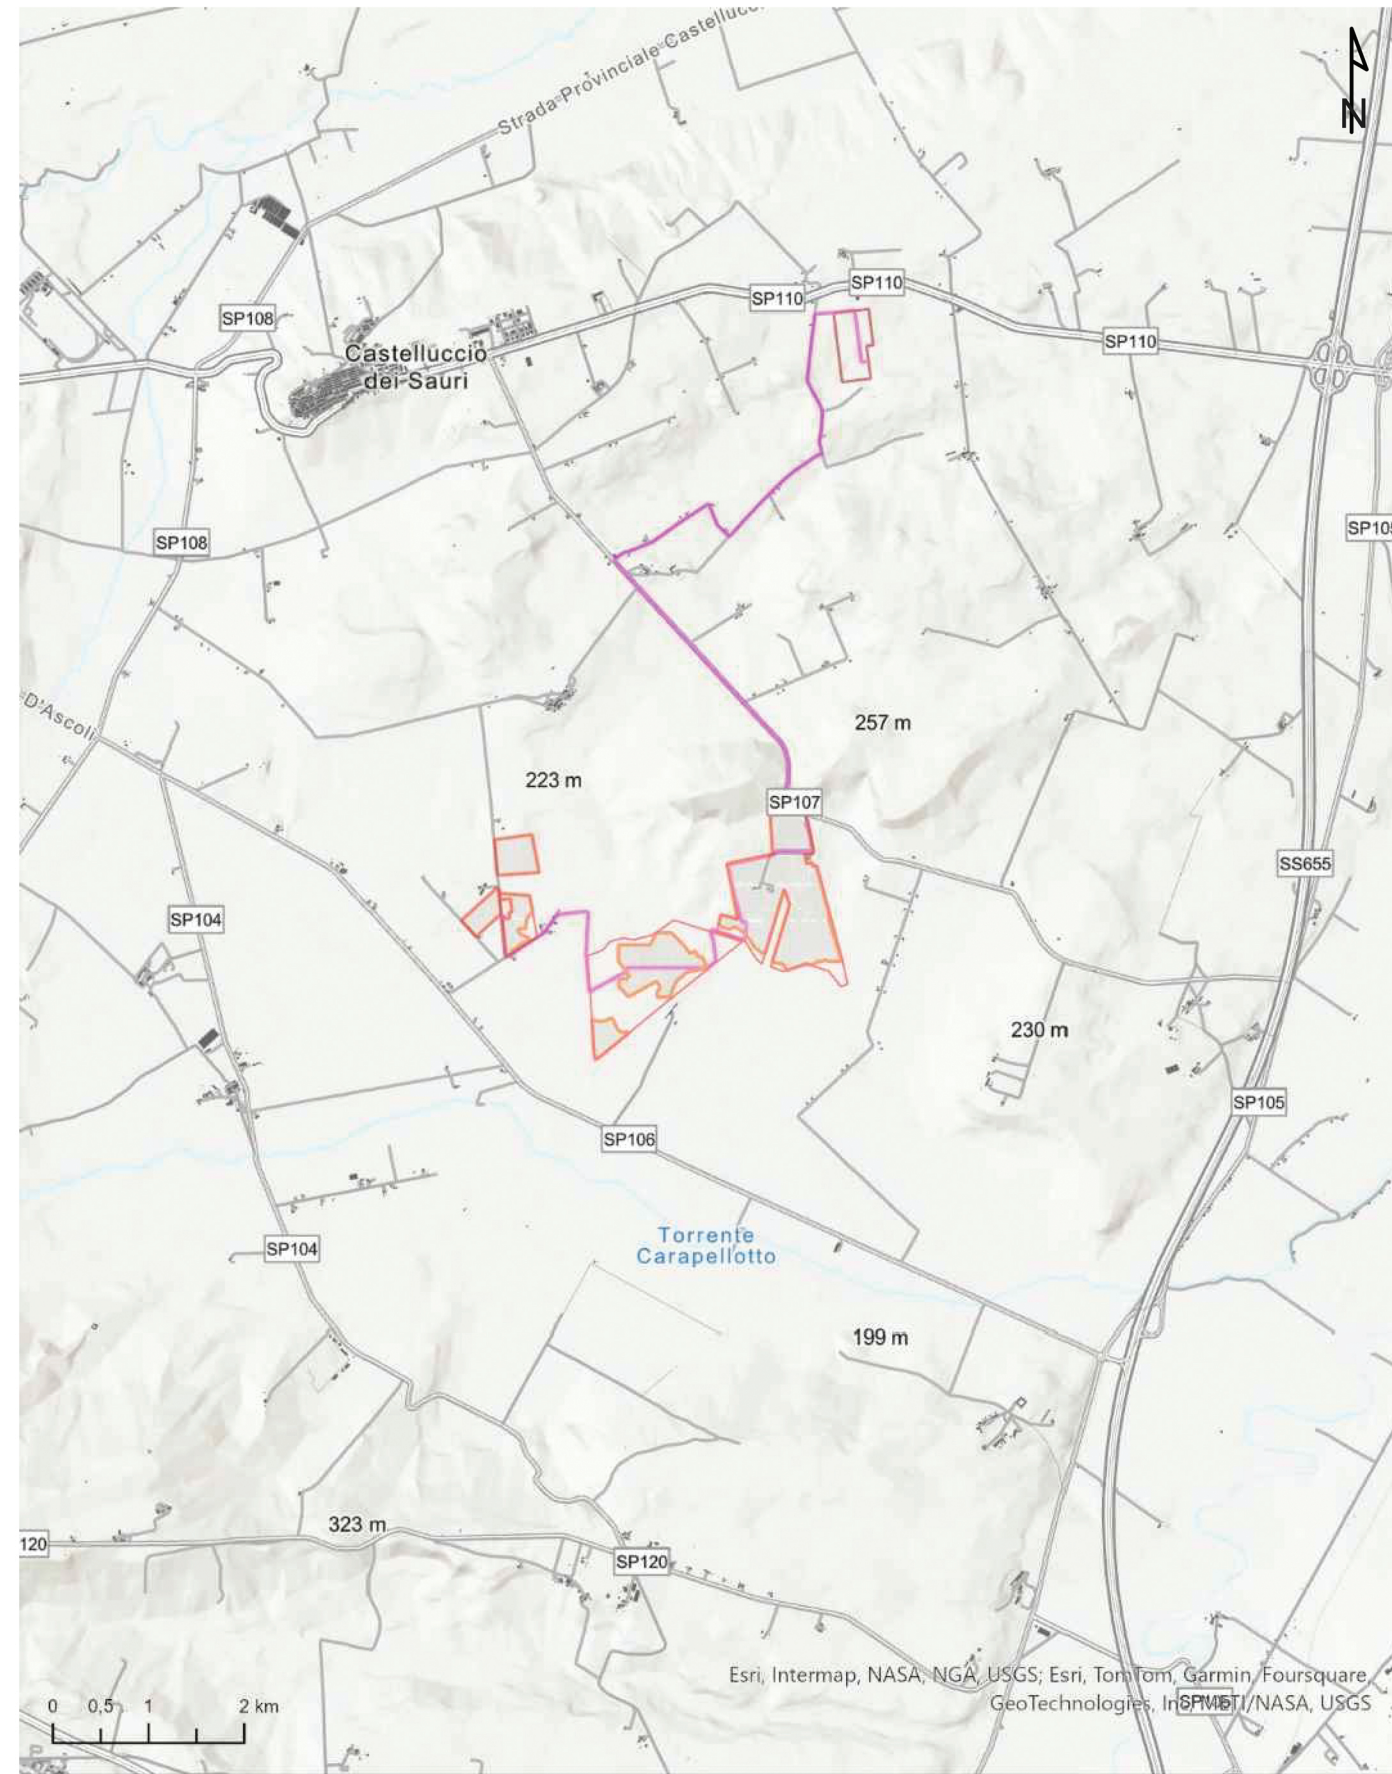 Strada Provinciale Castelluc
N
SP110
SP110
SP108
SP110
Castelluccio
dei Sauri
SP108
D'Ascoli
257 m
223 m
SP107
SS655
SP104
230 m
SP105
SP106
Torrente
Carapellotto
SP104
199 m
323 m
120
SP120
Esri, Intermap, NASA, NGA, USGS; Esri, TomTom, Garmin, Foursquare,
GeoTechnologies, Inc, METI/NASA, USGS
0 0,5 1 2 km